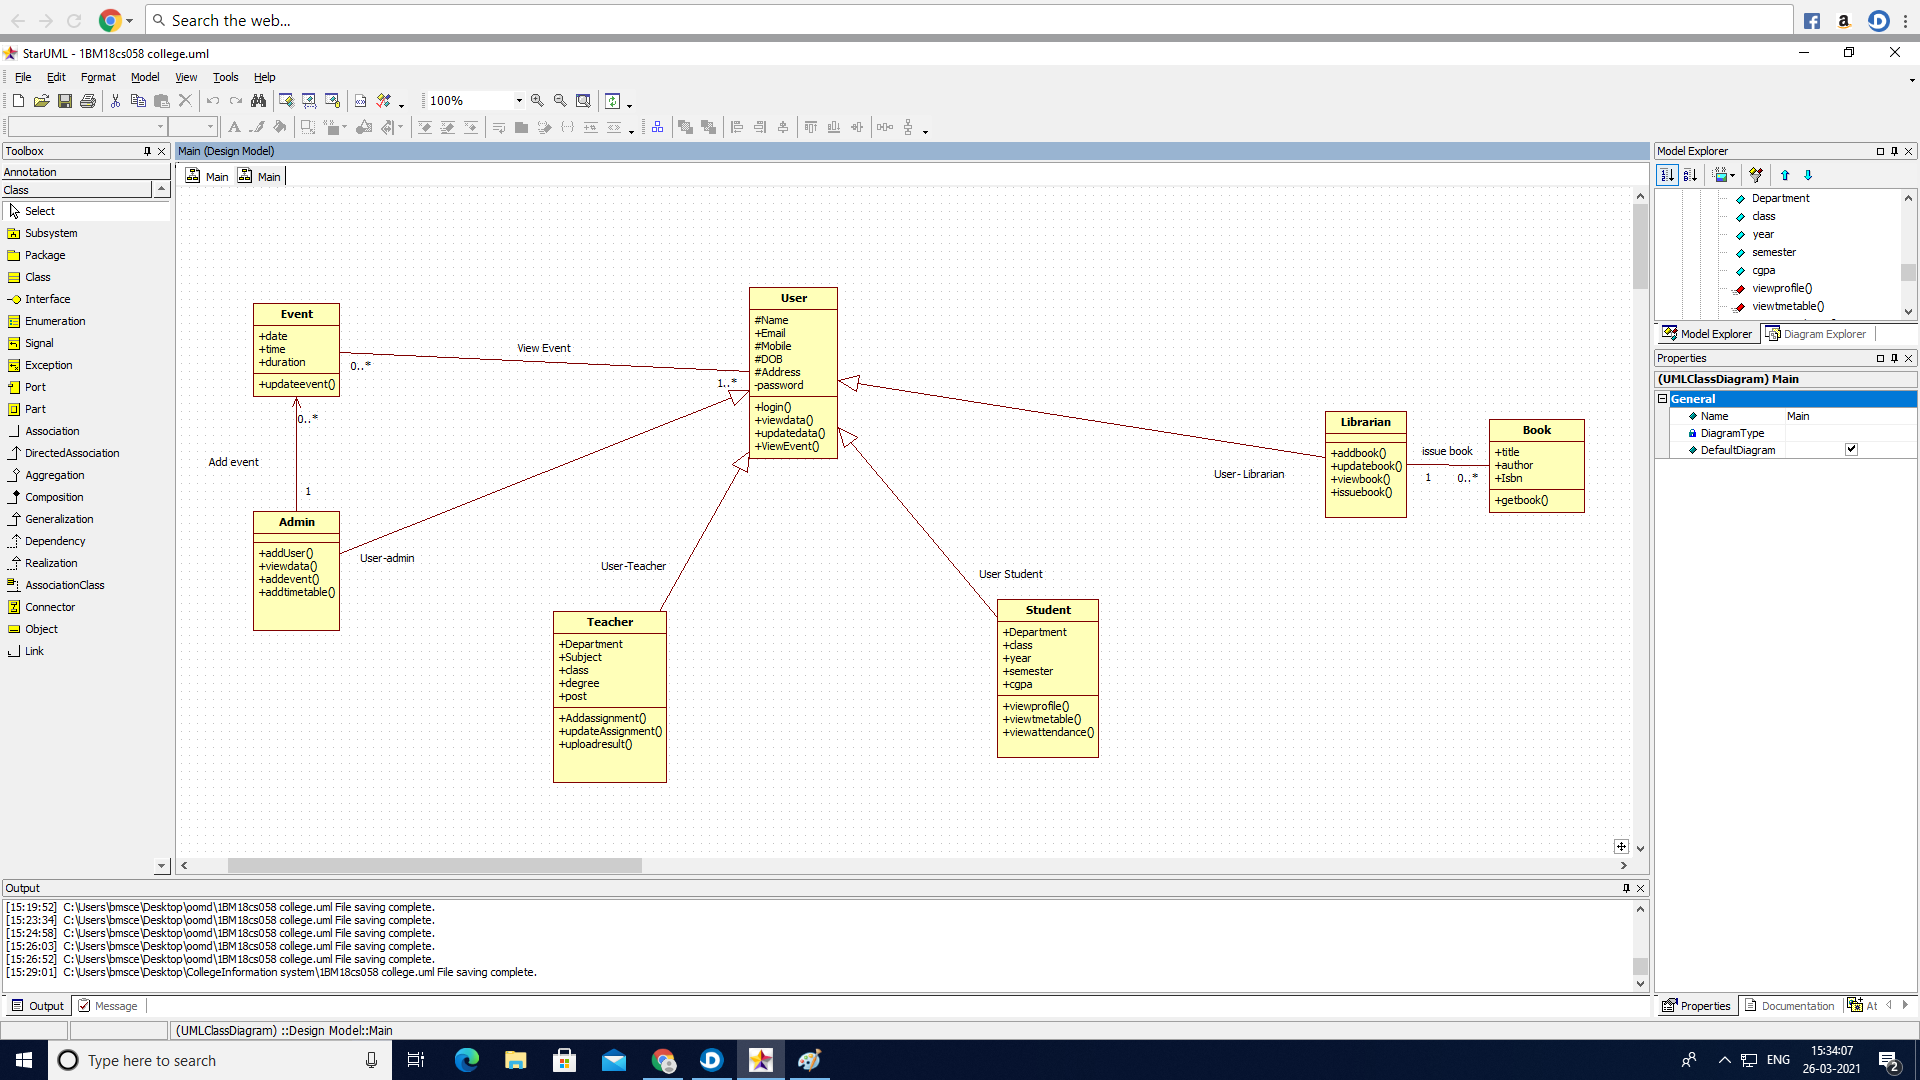 Search the web...
StarUML - 1BM18cs058 college.uml
File Edit Format Model View Tools Help
100%
Toolbox
Annotation
Class
Select
Subsystem
Package
Class
Interface
Enumeration
Signal
Exception
Port
Part
Association
DirectedAssociation
Aggregation
Composition
Generalization
Dependency
Realization
AssociationClass
Connector
Object
Link
Main (Design Model)
Main Main
Event
+date
+time
+duration
+updateevent()
View Event
0..*
1..*
User
#Name
+Email
#Mobile
#DOB
#Address
-password
+login()
+viewdata()
+updatedata()
+ViewEvent()
0..*
Add event
1
Admin
+addUser()
+viewdata()
+addevent()
+addtimetable()
User-admin
User-Teacher
Teacher
+Department
+Subject
+class
+degree
+post
+Addassignment()
+updateAssignment()
+uploadresult()
User Student
Student
+Department
+class
+year
+semester
+cgpa
+viewprofile()
+viewtmetable()
+viewattendance()
User- Librarian
Librarian
+addbook()
+updatebook()
+viewbook()
+issuebook()
issue book
1 0..*
Book
+title
+author
+Isbn
+getbook()
Model Explorer
Department
class
year
semester
cgpa
viewprofile()
viewtmetable()
Model Explorer Diagram Explorer
Properties
(UMLClassDiagram) Main
General
Name Main
DiagramType
DefaultDiagram
Properties Documentation At
Output
[15:19:52] C:\Users\bmsce\Desktop\oomd\1BM18cs058 college.uml File saving complete.
[15:23:34] C:\Users\bmsce\Desktop\oomd\1BM18cs058 college.uml File saving complete.
[15:24:58] C:\Users\bmsce\Desktop\oomd\1BM18cs058 college.uml File saving complete.
[15:26:03] C:\Users\bmsce\Desktop\oomd\1BM18cs058 college.uml File saving complete.
[15:26:52] C:\Users\bmsce\Desktop\oomd\1BM18cs058 college.uml File saving complete.
[15:29:01] C:\Users\bmsce\Desktop\CollegeInformation system\1BM18cs058 college.uml File saving complete.
Output Message
(UMLClassDiagram) ::Design Model::Main
Type here to search
ENG
15:34:07
26-03-2021
2